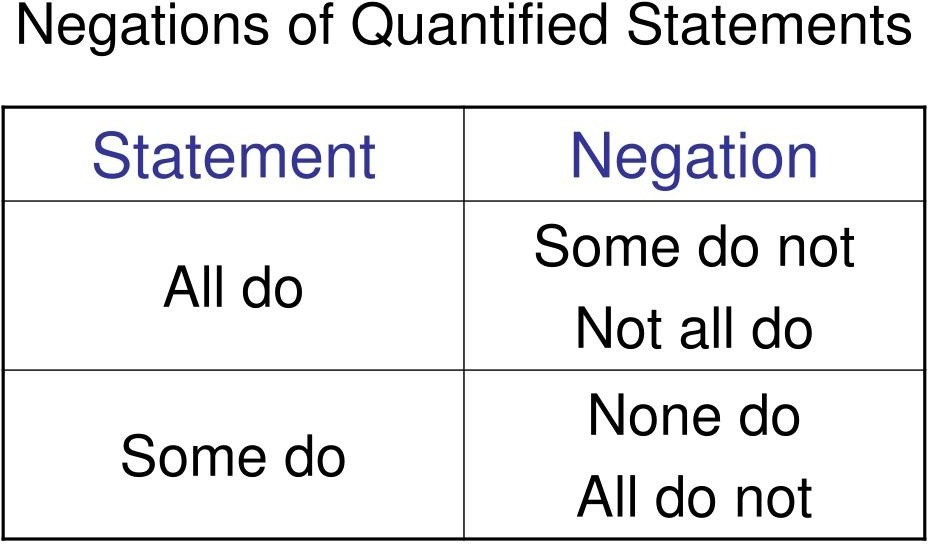 Negations of Quantified Statements
Statement
Negation
All do
Some do not
Not all do
Some do
None do
All do not